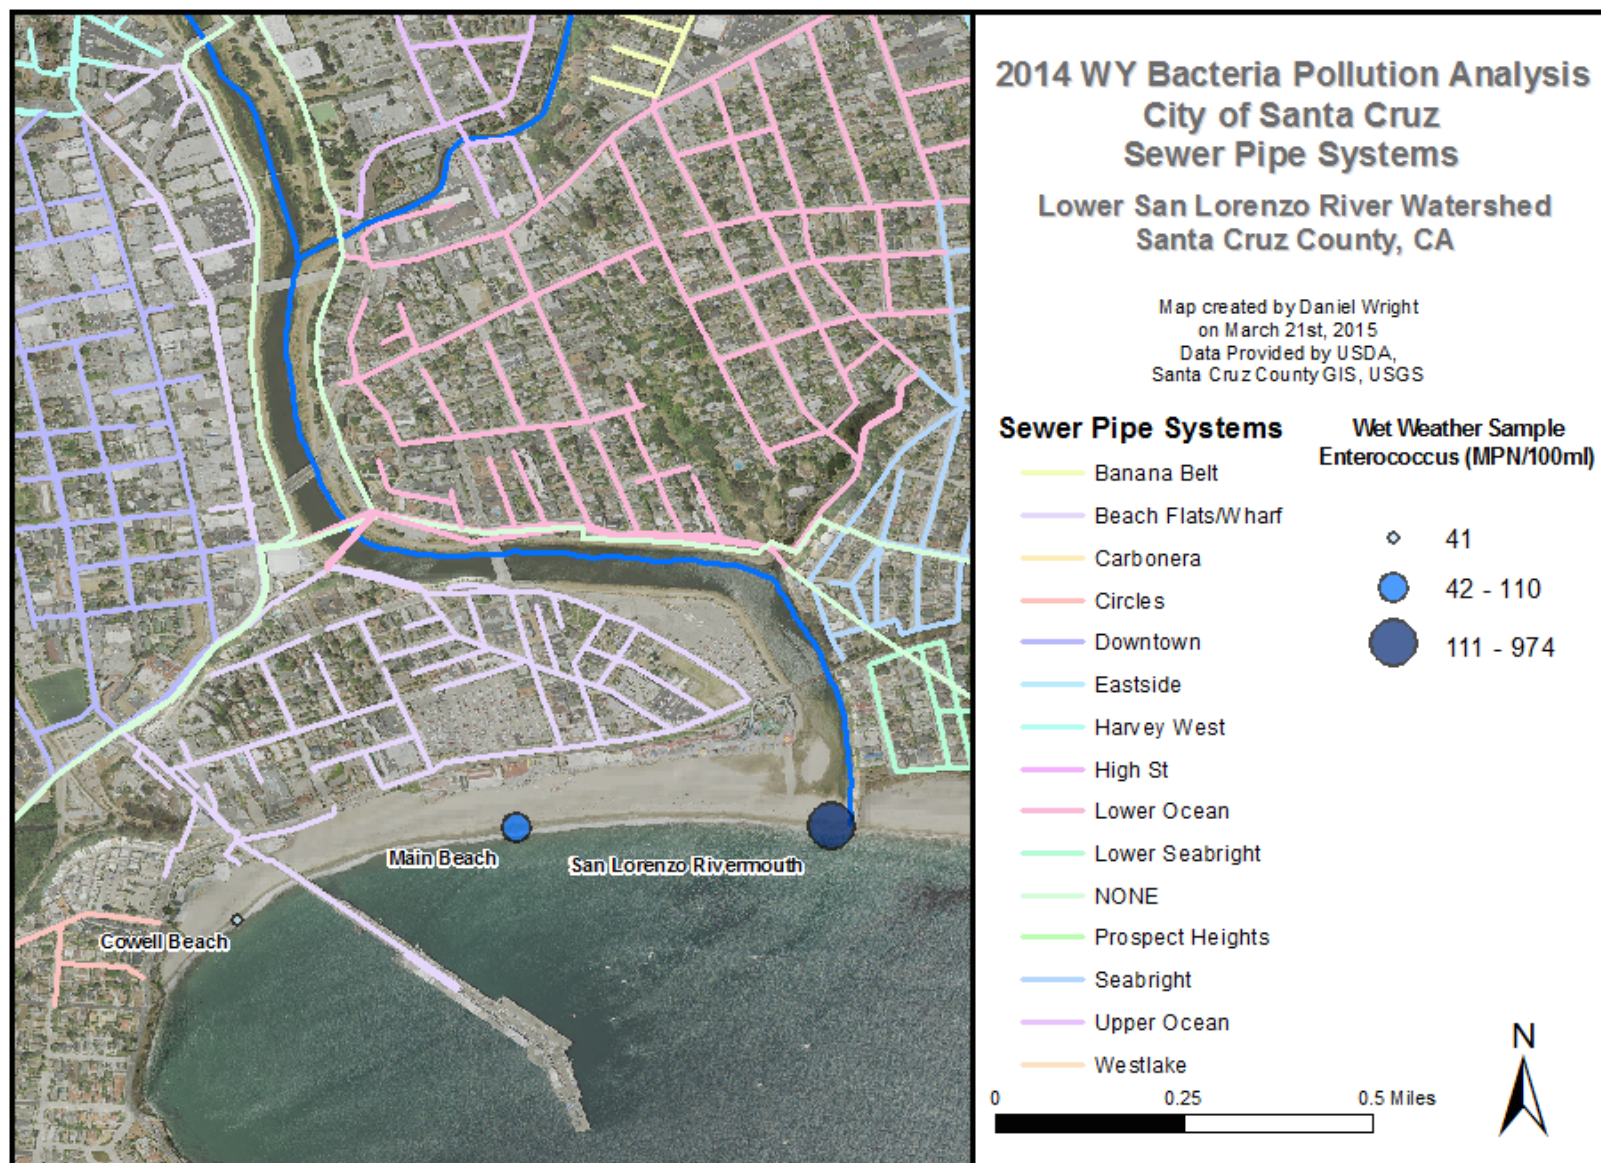 2014 WY Bacteria Pollution Analysis
City of Santa Cruz
Sewer Pipe Systems
Lower San Lorenzo River Watershed
Santa Cruz County, CA
Map created by Daniel Wright
on March 21st, 2015
Data Provided by USDA,
Santa Cruz County GIS, USGS
Sewer Pipe Systems
Banana Belt
Beach Flats/Wharf
Carbonera
Circles
Downtown
Eastside
Harvey West
High St
Lower Ocean
Lower Seabright
NONE
Prospect Heights
Seabright
Upper Ocean
Westlake
Wet Weather Sample
Enterococcus (MPN/100ml)
41
42 - 110
111 - 974
N
0 0.25 0.5 Miles
Main Beach
San Lorenzo Rivermouth
Cowell Beach